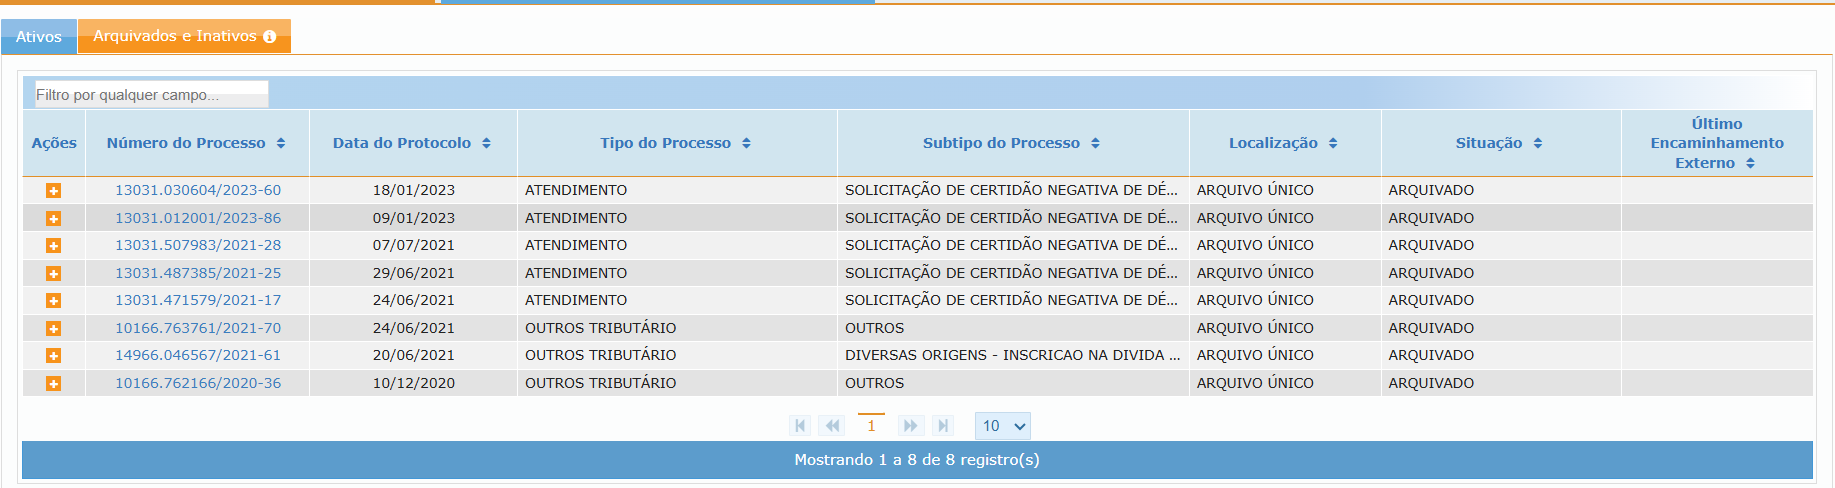 Ativos Arquivados e Inativos
Filtro por qualquer campo...
Ações Número do Processo Data do Protocolo Tipo do Processo Subtipo do Processo Localização Situação Último Encaminhamento Externo
13031.030604/2023-60 18/01/2023 ATENDIMENTO SOLICITAÇÃO DE CERTIDÃO NEGATIVA DE DÉ... ARQUIVO ÚNICO ARQUIVADO
13031.012001/2023-86 09/01/2023 ATENDIMENTO SOLICITAÇÃO DE CERTIDÃO NEGATIVA DE DÉ... ARQUIVO ÚNICO ARQUIVADO
13031.507983/2021-28 07/07/2021 ATENDIMENTO SOLICITAÇÃO DE CERTIDÃO NEGATIVA DE DÉ... ARQUIVO ÚNICO ARQUIVADO
13031.487385/2021-25 29/06/2021 ATENDIMENTO SOLICITAÇÃO DE CERTIDÃO NEGATIVA DE DÉ... ARQUIVO ÚNICO ARQUIVADO
13031.471579/2021-17 24/06/2021 ATENDIMENTO SOLICITAÇÃO DE CERTIDÃO NEGATIVA DE DÉ... ARQUIVO ÚNICO ARQUIVADO
10166.763761/2021-70 24/06/2021 OUTROS TRIBUTÁRIO OUTROS ARQUIVO ÚNICO ARQUIVADO
14966.046567/2021-61 20/06/2021 OUTROS TRIBUTÁRIO DIVERSAS ORIGENS - INSCRICAO NA DIVIDA ... ARQUIVO ÚNICO ARQUIVADO
10166.762166/2020-36 10/12/2020 OUTROS TRIBUTÁRIO OUTROS ARQUIVO ÚNICO ARQUIVADO
1 10
Mostrando 1 a 8 de 8 registro(s)